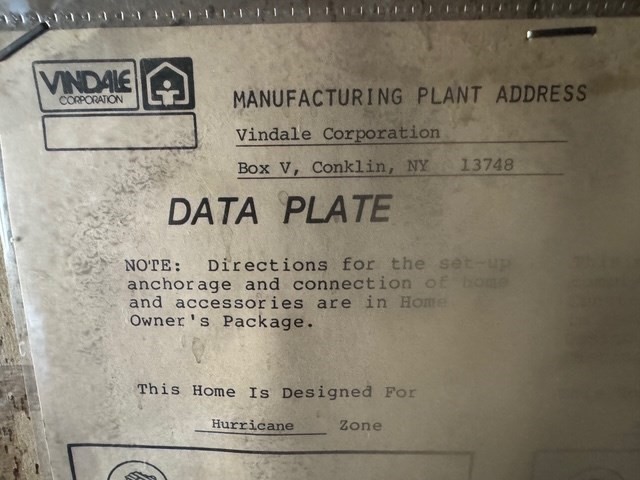 VINDALE
CORPORATION
MANUFACTURING PLANT ADDRESS
Vindale Corporation
Box V, Conklin, NY 13748
DATA PLATE
NOTE: Directions for the set-up
anchorage and connection of home
and accessories are in Home
Owner's Package.
This Home Is Designed For
Hurricane Zone